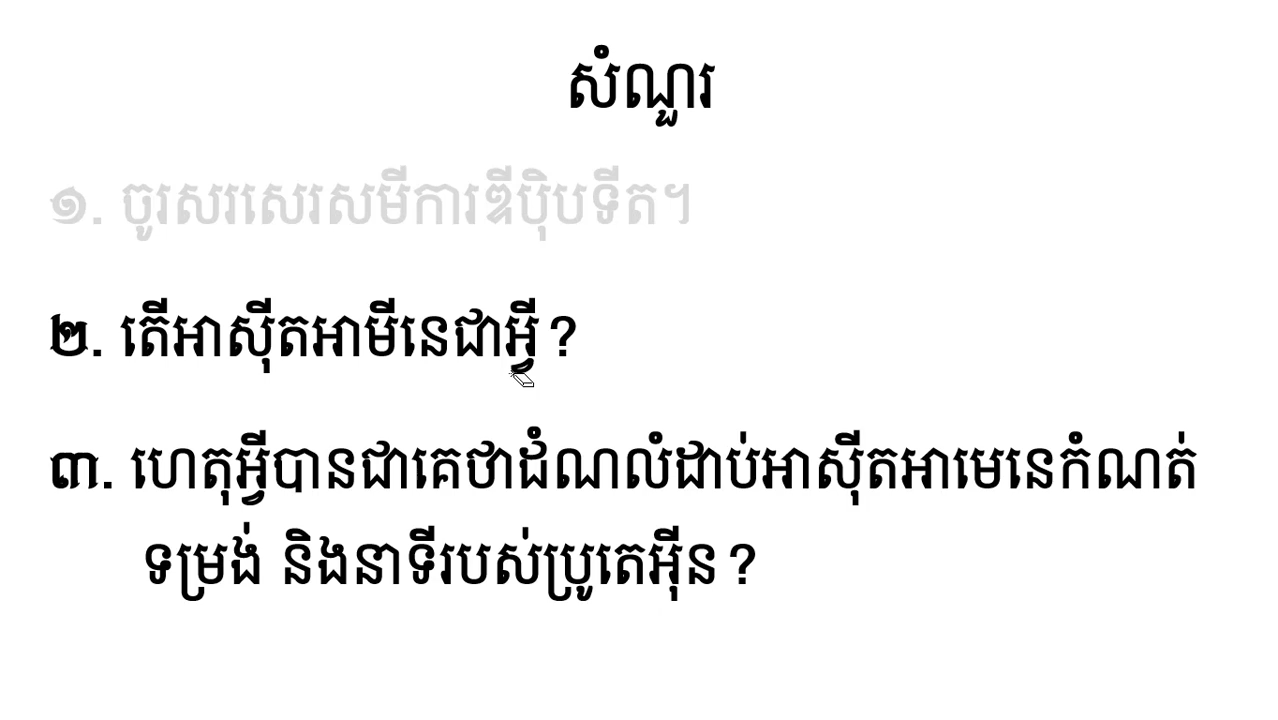 សំណួរ
១. ចូរសរសេរសមីការឌីប៉ិបទីត។
២. តើអាស៊ីតអាមីនេជាអ្វី?
៣. ហេតុអ្វីបានជាគេថាដំណលំដាប់អាស៊ីតអាមេនេកំណត់
ទម្រង់ និងនាទីរបស់ប្រូតេអ៊ីន?